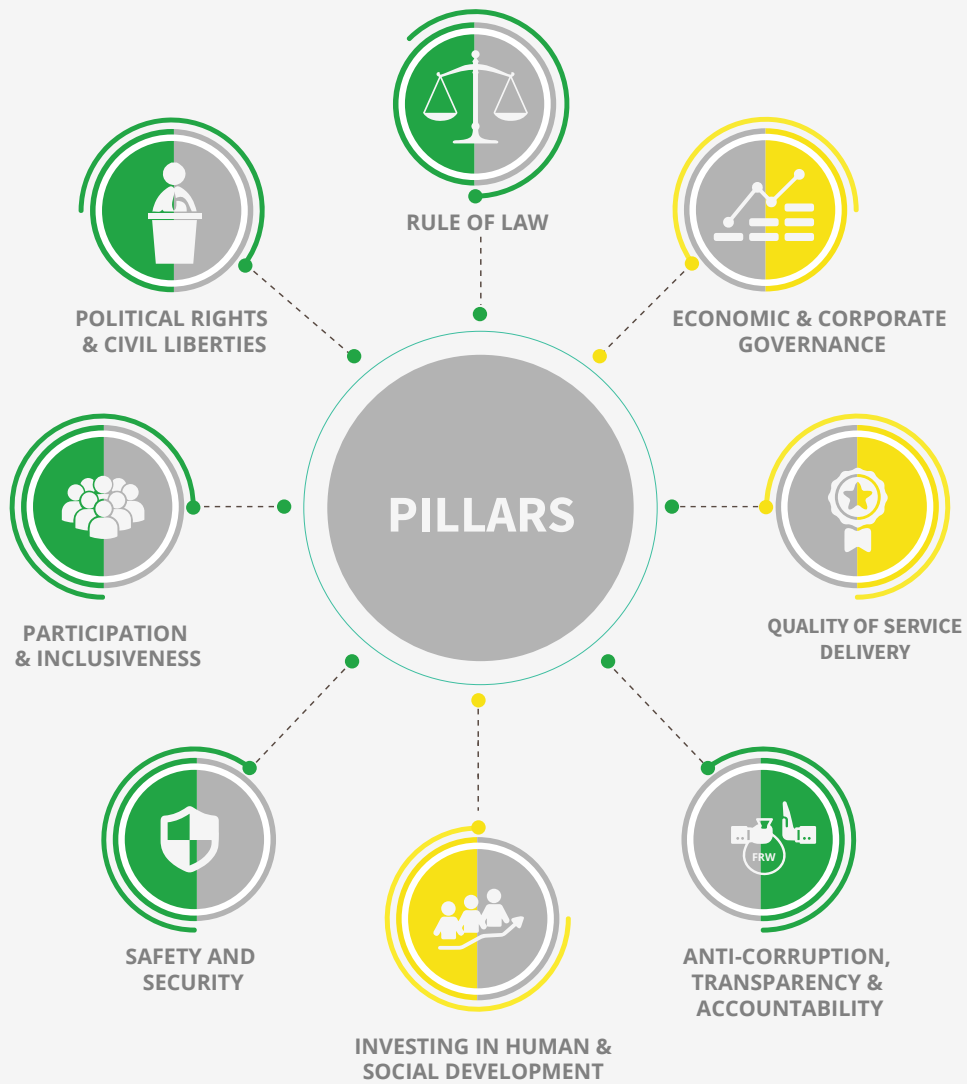 RULE OF LAW
POLITICAL RIGHTS
& CIVIL LIBERTIES
ECONOMIC & CORPORATE
GOVERNANCE
PILLARS
PARTICIPATION
& INCLUSIVENESS
QUALITY OF SERVICE
DELIVERY
FRW
SAFETY AND
SECURITY
ANTI-CORRUPTION,
TRANSPARENCY &
ACCOUNTABILITY
INVESTING IN HUMAN &
SOCIAL DEVELOPMENT